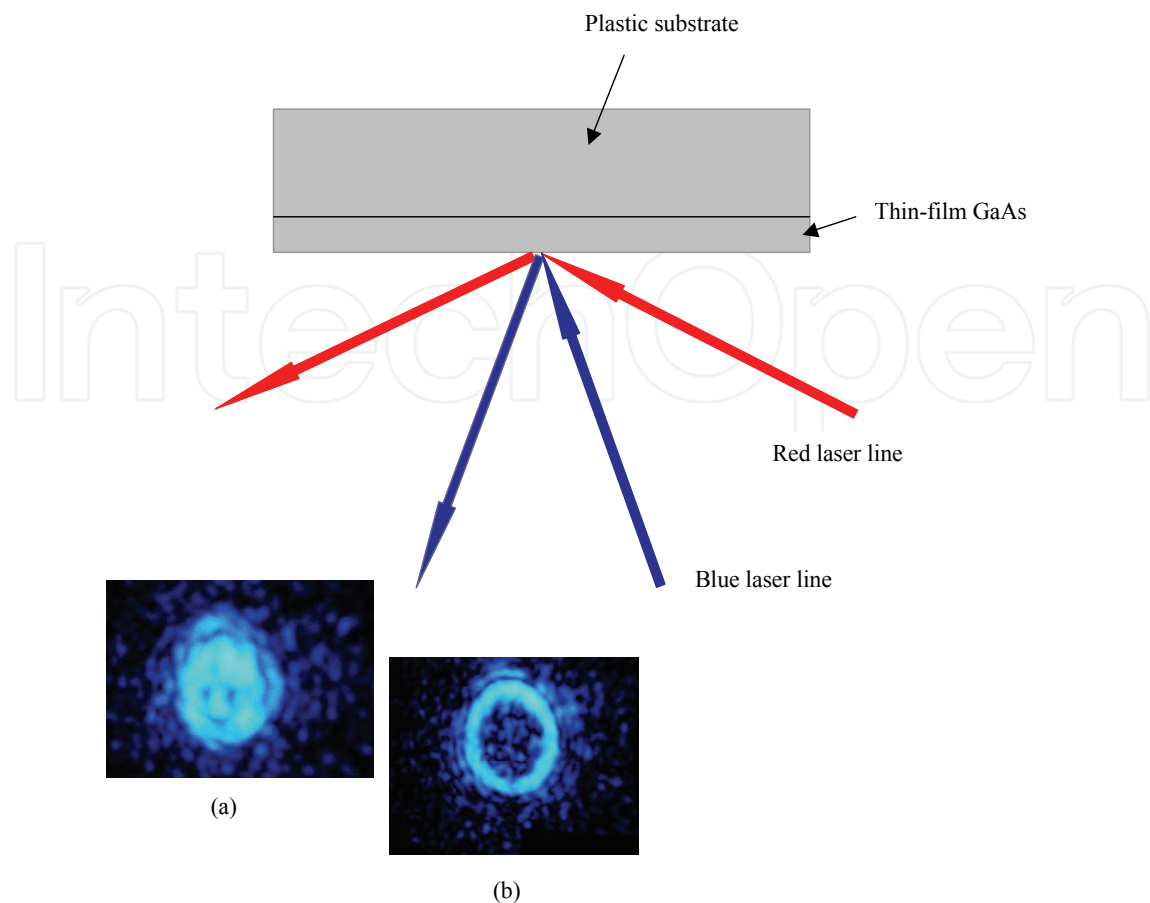 Plastic substrate
Thin-film GaAs
IntechOpen
Red laser line
Blue laser line
(a)
(b)